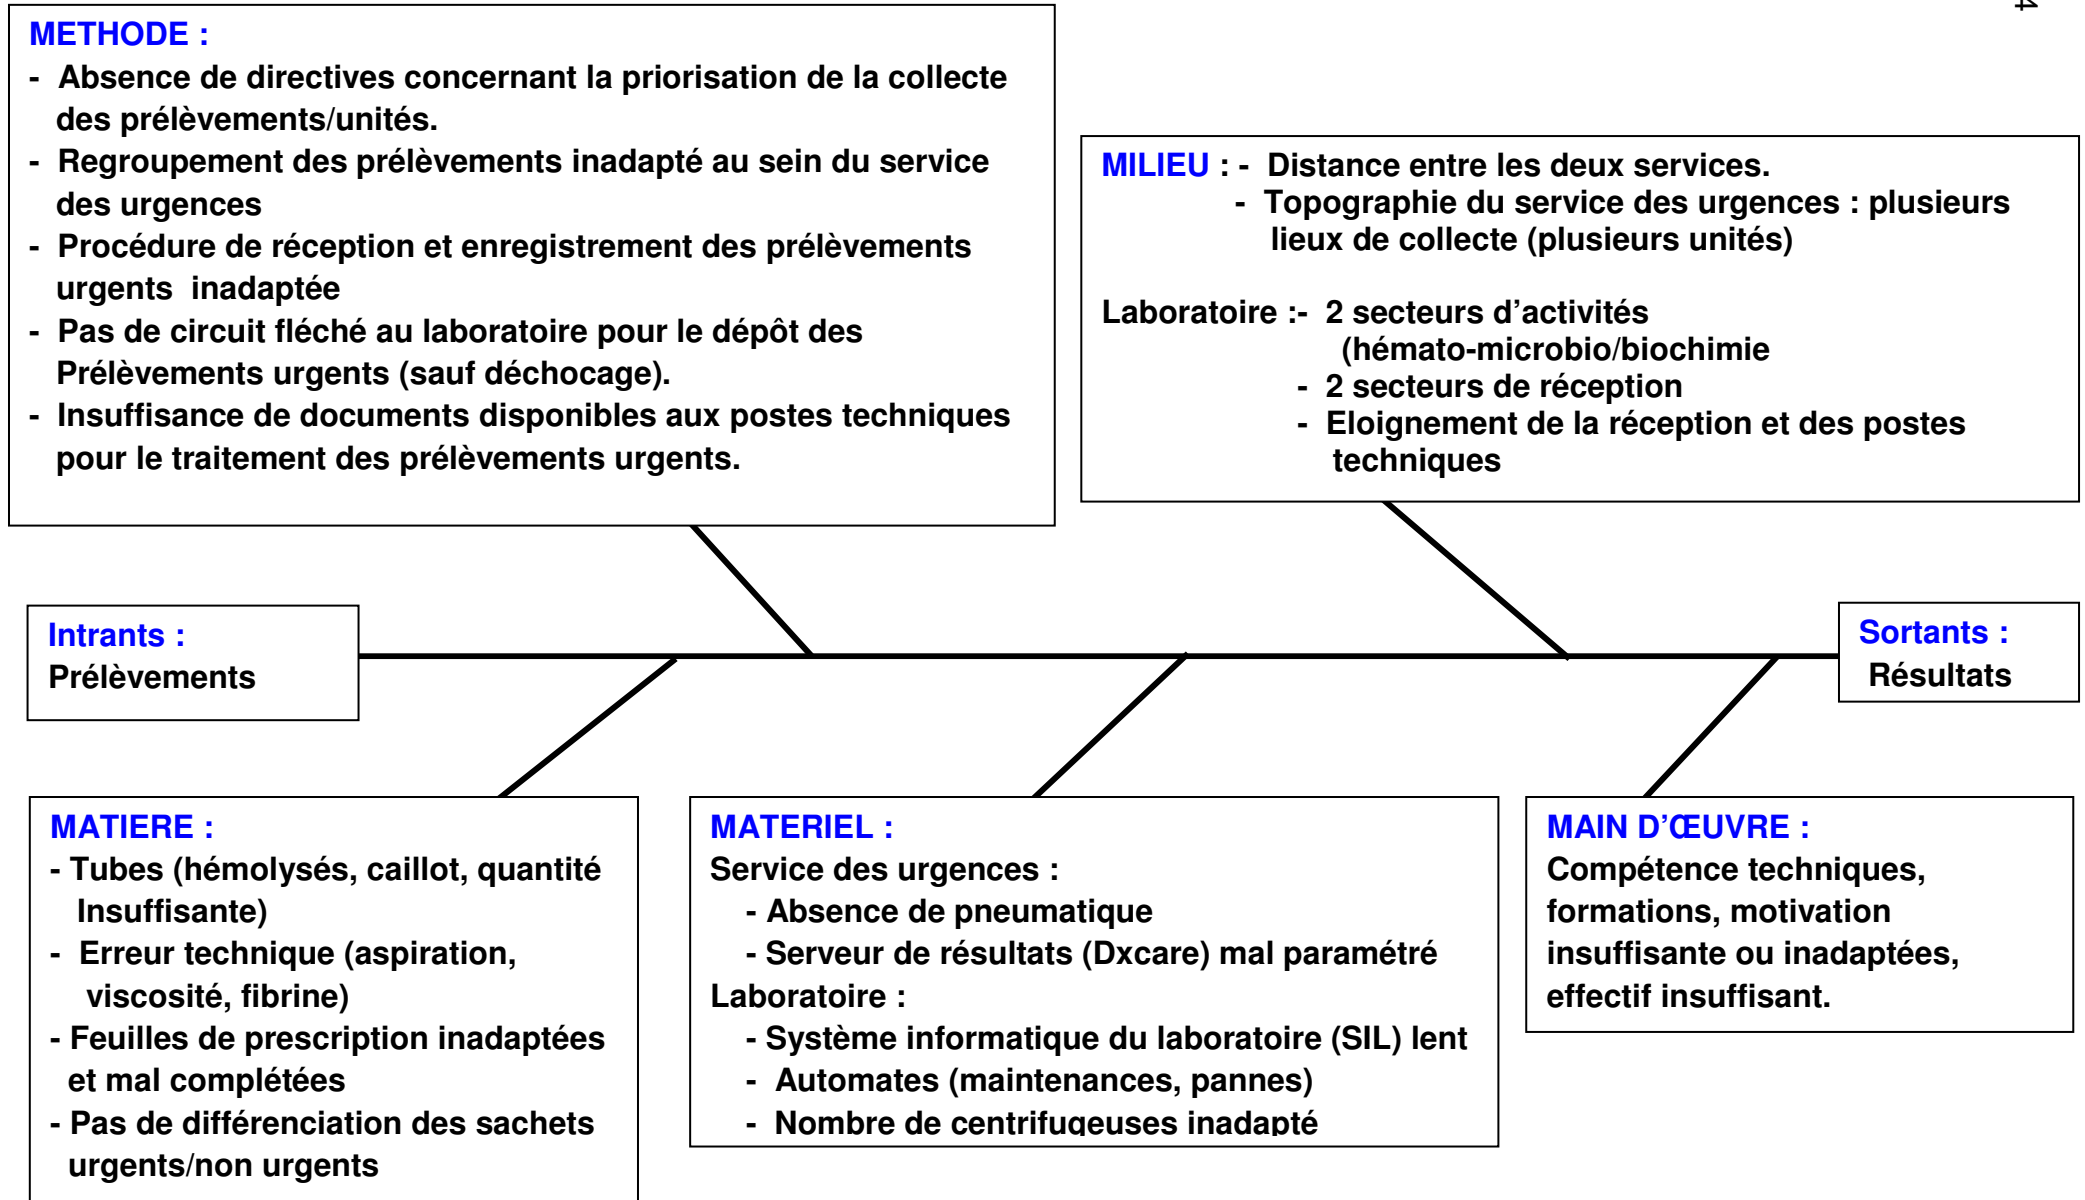 4
METHODE :
- Absence de directives concernant la priorisation de la collecte
des prélèvements/unités.
- Regroupement des prélèvements inadapté au sein du service
des urgences
- Procédure de réception et enregistrement des prélèvements
urgents inadaptée
- Pas de circuit fléché au laboratoire pour le dépôt des
Prélèvements urgents (sauf déchocage).
- Insuffisance de documents disponibles aux postes techniques
pour le traitement des prélèvements urgents.
MILIEU : - Distance entre les deux services.
- Topographie du service des urgences : plusieurs
lieux de collecte (plusieurs unités)
Laboratoire :- 2 secteurs d’activités
(hémato-microbio/biochimie
- 2 secteurs de réception
- Eloignement de la réception et des postes
techniques
Intrants :
Prélèvements
Sortants :
Résultats
MATIERE :
- Tubes (hémolysés, caillot, quantité
Insuffisante)
- Erreur technique (aspiration,
viscosité, fibrine)
- Feuilles de prescription inadaptées
et mal complétées
- Pas de différenciation des sachets
urgents/non urgents
MATERIEL :
Service des urgences :
- Absence de pneumatique
- Serveur de résultats (Dxcare) mal paramétré
Laboratoire :
- Système informatique du laboratoire (SIL) lent
- Automates (maintenances, pannes)
- Nombre de centrifugeuses inadapté
MAIN D’ŒUVRE :
Compétence techniques,
formations, motivation
insuffisante ou inadaptées,
effectif insuffisant.